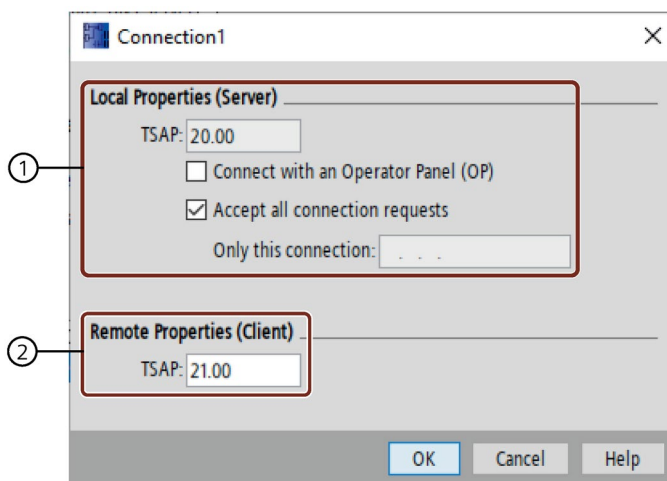 Connection1
Local Properties (Server)
TSAP: 20.00
Connect with an Operator Panel (OP)
1
Accept all connection requests
Only this connection: . . .
Remote Properties (Client)
2
TSAP: 21.00
OK Cancel Help